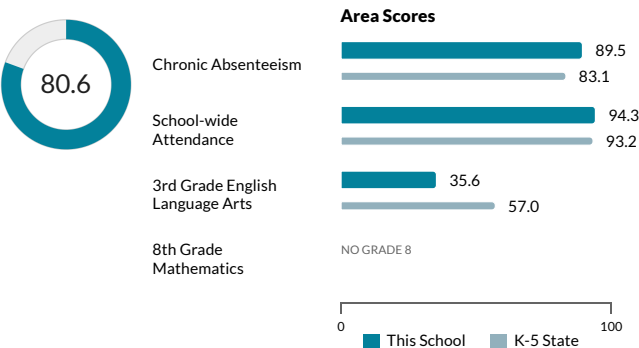 Area Scores
80.6
Chronic Absenteeism
89.5
83.1
School-wide
Attendance
94.3
93.2
3rd Grade English
Language Arts
35.6
57.0
8th Grade
Mathematics
NO GRADE 8
0
100
This School
K-5 State